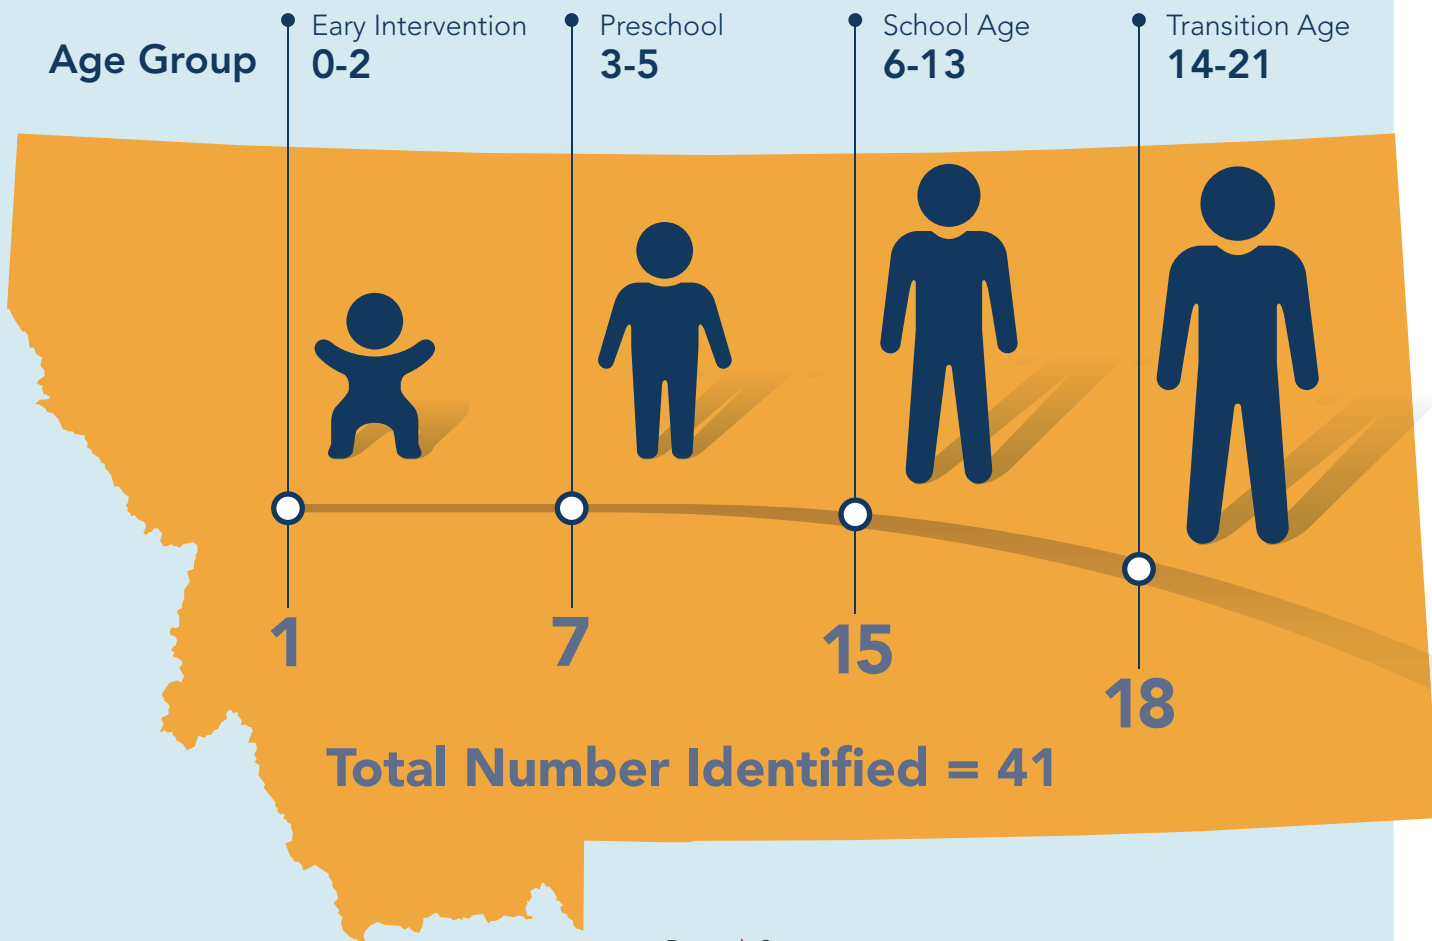 Age Group
Eary Intervention
0-2
Preschool
3-5
School Age
6-13
Transition Age
14-21
1
7
15
18
Total Number Identified = 41